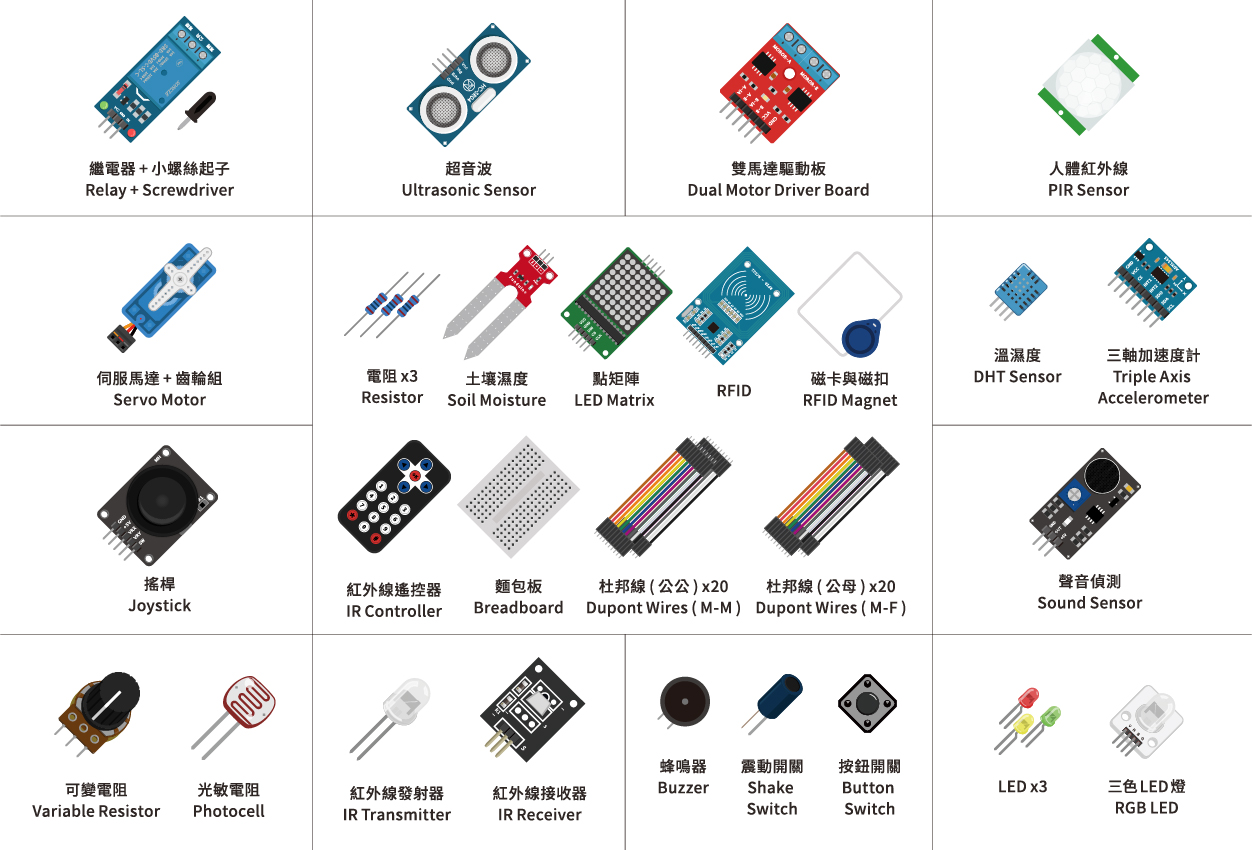 繼電器 + 小螺絲起子
Relay + Screwdriver
超音波
Ultrasonic Sensor
雙馬達驅動板
Dual Motor Driver Board
人體紅外線
PIR Sensor
伺服馬達 + 齒輪組
Servo Motor
電阻 x3
Resistor
土壤濕度
Soil Moisture
點矩陣
LED Matrix
RFID
磁卡與磁扣
RFID Magnet
溫濕度
DHT Sensor
三軸加速度計
Triple Axis
Accelerometer
搖桿
Joystick
紅外線遙控器
IR Controller
麵包板
Breadboard
杜邦線 ( 公公 ) x20
Dupont Wires ( M-M )
杜邦線 ( 公母 ) x20
Dupont Wires ( M-F )
聲音偵測
Sound Sensor
可變電阻
Variable Resistor
光敏電阻
Photocell
紅外線發射器
IR Transmitter
紅外線接收器
IR Receiver
蜂鳴器
Buzzer
震動開關
Shake
Switch
按鈕開關
Button
Switch
LED x3
三色 LED 燈
RGB LED